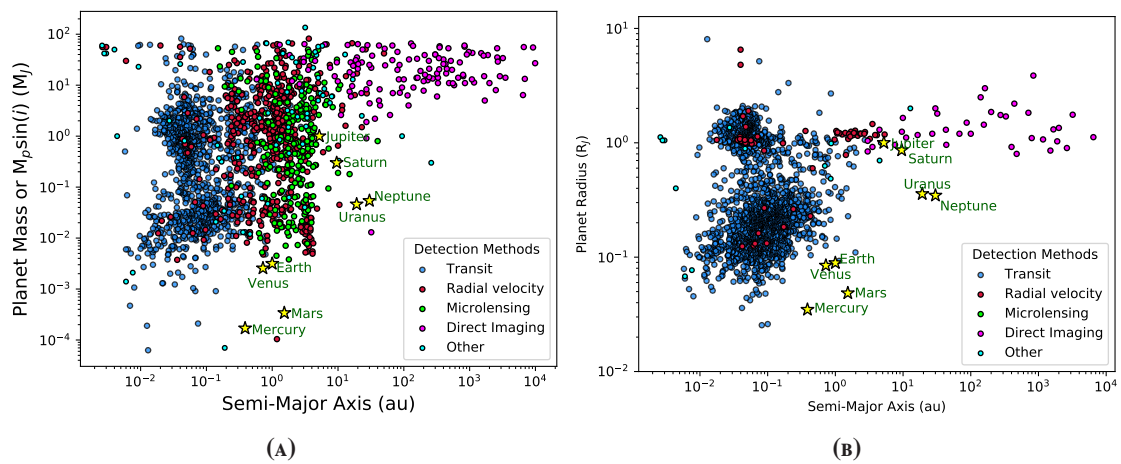 Planet Mass or M_p sin(i) (M_J)
10²
10¹
10⁰
10⁻¹
10⁻²
10⁻³
10⁻⁴
Jupiter
Saturn
Neptune
Uranus
Earth
Venus
Mars
Mercury
Detection Methods
Transit
Radial velocity
Microlensing
Direct Imaging
Other
10⁻² 10⁻¹ 10⁰ 10¹ 10² 10³ 10⁴
Semi-Major Axis (au)
(A)
Planet Radius (R_J)
10¹
10⁰
10⁻¹
10⁻²
Jupiter
Saturn
Uranus
Neptune
Earth
Venus
Mars
Mercury
Detection Methods
Transit
Radial velocity
Microlensing
Direct Imaging
Other
10⁻² 10⁻¹ 10⁰ 10¹ 10² 10³ 10⁴
Semi-Major Axis (au)
(B)